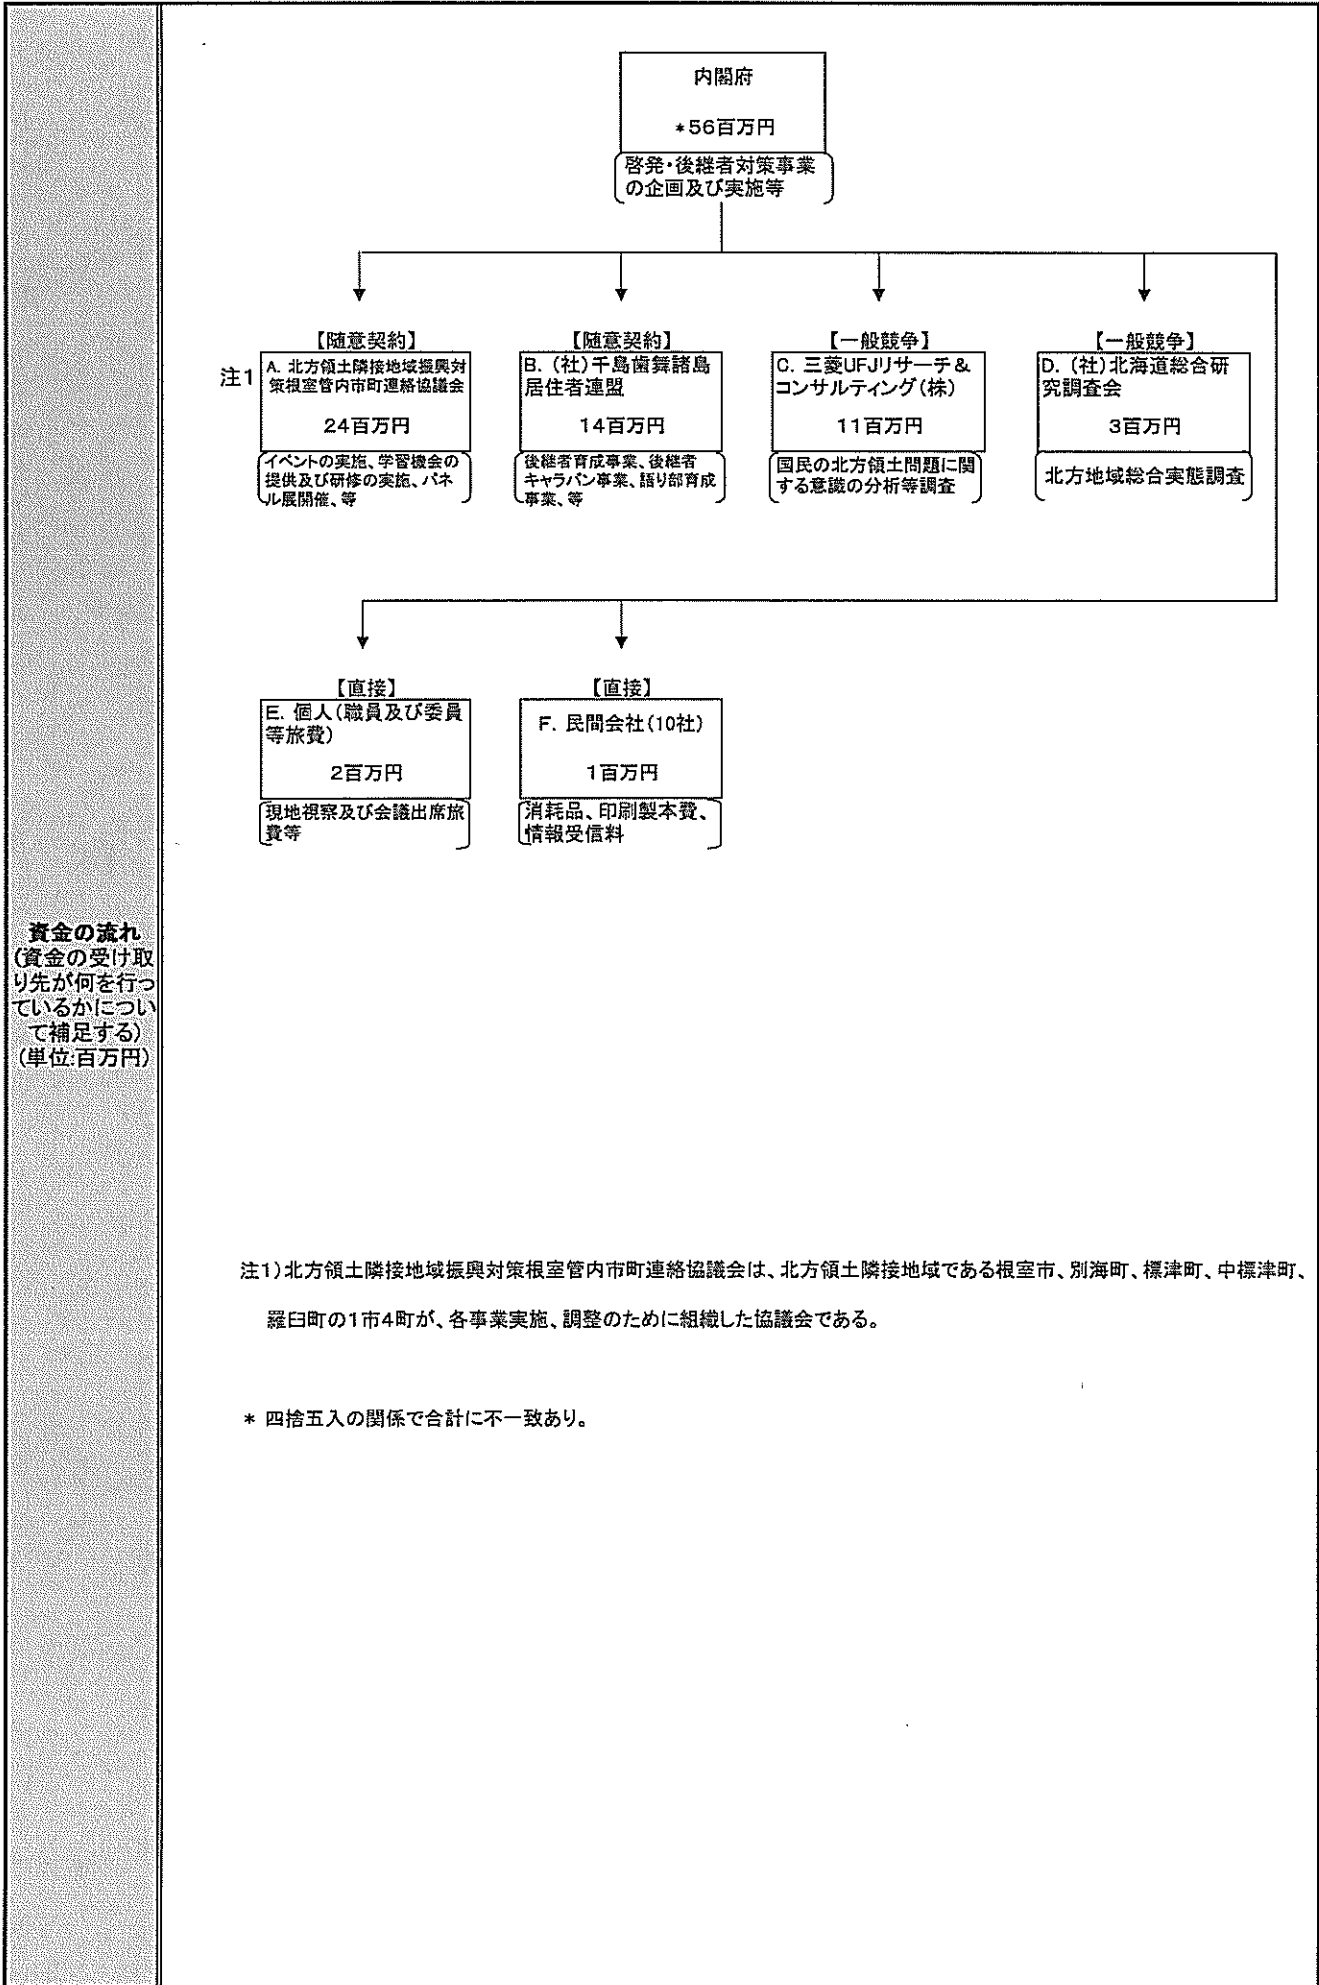 内閣府
*56百万円
啓発・後継者対策事業
の企画及び実施等
【随意契約】
注1
A. 北方領土隣接地域振興対
策根室管内市町連絡協議会
24百万円
イベントの実施、学習機会の
提供及び研修の実施、パネ
ル展開催、等
【随意契約】
B. (社)千島歯舞諸島
居住者連盟
14百万円
後継者育成事業、後継者
キャラバン事業、語り部育成
事業、等
【一般競争】
C. 三菱UFJリサーチ&
コンサルティング(株)
11百万円
国民の北方領土問題に関
する意識の分析等調査
【一般競争】
D. (社)北海道総合研
究調査会
3百万円
北方地域総合実態調査
【直接】
E. 個人(職員及び委員
等旅費)
2百万円
現地視察及び会議出席旅
費等
【直接】
F. 民間会社(10社)
1百万円
消耗品、印刷製本費、
情報受信料
資金の流れ
(資金の受け取
り先が何を行っ
ているかについ
て補足する)
(単位:百万円)
注1)北方領土隣接地域振興対策根室管内市町連絡協議会は、北方領土隣接地域である根室市、別海町、標津町、中標津町、
羅臼町の1市4町が、各事業実施、調整のために組織した協議会である。
* 四捨五入の関係で合計に不一致あり。